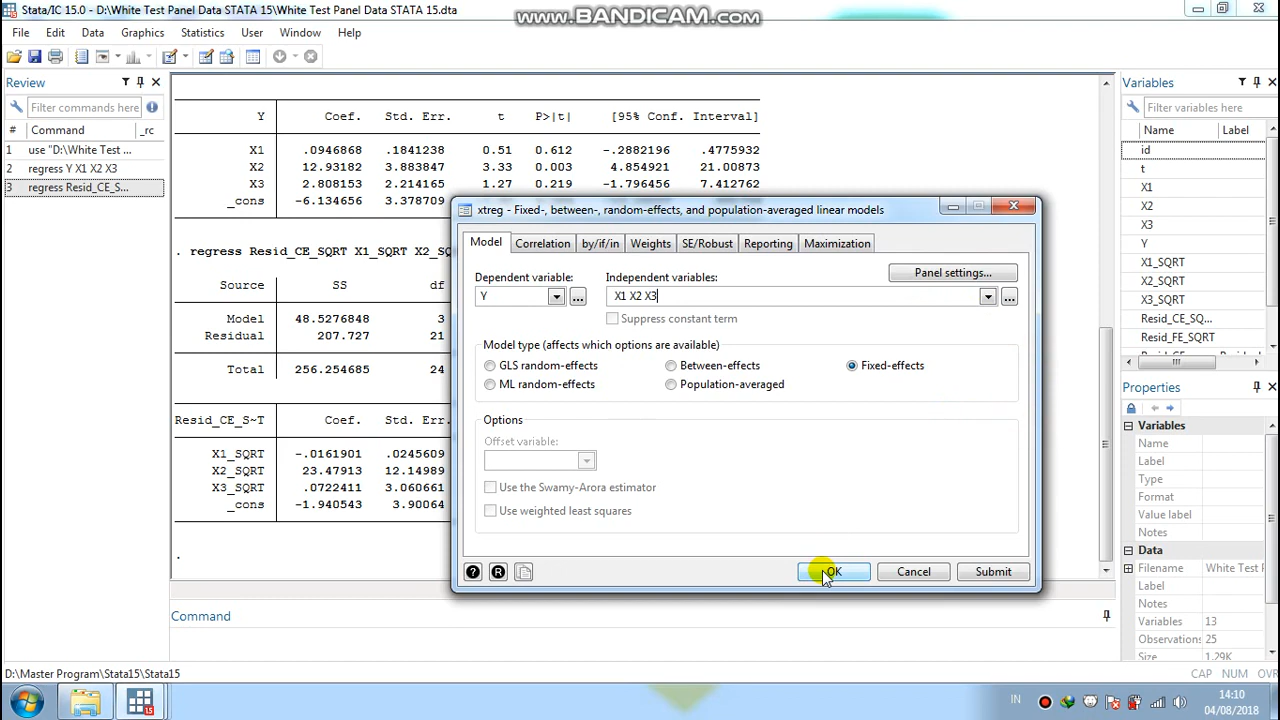 Stata/IC 15.0 - D:\White Test Panel Data STATA 15\White Test Panel Data STATA 15.dta
www.BANDICAM.com
File Edit Data Graphics Statistics User Window Help
Review
Filter commands here
# Command _rc
1 use "D:\White Test ...
2 regress Y X1 X2 X3
3 regress Resid_CE_S...
Y Coef. Std. Err. t P>|t| [95% Conf. Interval]
X1 .0946868 .1841238 0.51 0.612 -.2882196 .4775932
X2 12.93182 3.883847 3.33 0.003 4.854921 21.00873
X3 2.808153 2.214165 1.27 0.219 -1.796456 7.412762
_cons -6.134656 3.378709
. regress Resid_CE_SQRT X1_SQRT X2_SQ
Source SS df
Model 48.5276848 3
Residual 207.727 21
Total 256.254685 24
Resid_CE_S~T Coef. Std. Err.
X1_SQRT -.0161901 .0245609
X2_SQRT 23.47913 12.14989
X3_SQRT .0722411 3.060661
_cons -1.940543 3.90064
.
xtreg - Fixed-, between-, random-effects, and population-averaged linear models
Model Correlation by/if/in Weights SE/Robust Reporting Maximization
Dependent variable: Independent variables: Panel settings...
Y ... X1 X2 X3 ...
Suppress constant term
Model type (affects which options are available)
GLS random-effects Between-effects Fixed-effects
ML random-effects Population-averaged
Options
Offset variable:
Use the Swamy-Arora estimator
Use weighted least squares
? R OK Cancel Submit
Command
Variables
Filter variables here
Name Label
id
t
X1
X2
X3
Y
X1_SQRT
X2_SQRT
X3_SQRT
Resid_CE_SQ...
Resid_FE_SQRT
Properties
Variables
Name
Label
Type
Format
Value label
Notes
Data
Filename White Test
Label
Notes
Variables 13
Observations 25
Size 1.29K
D:\Master Program\Stata15\Stata15
CAP NUM OVR
15
IN
14:10
04/08/2018